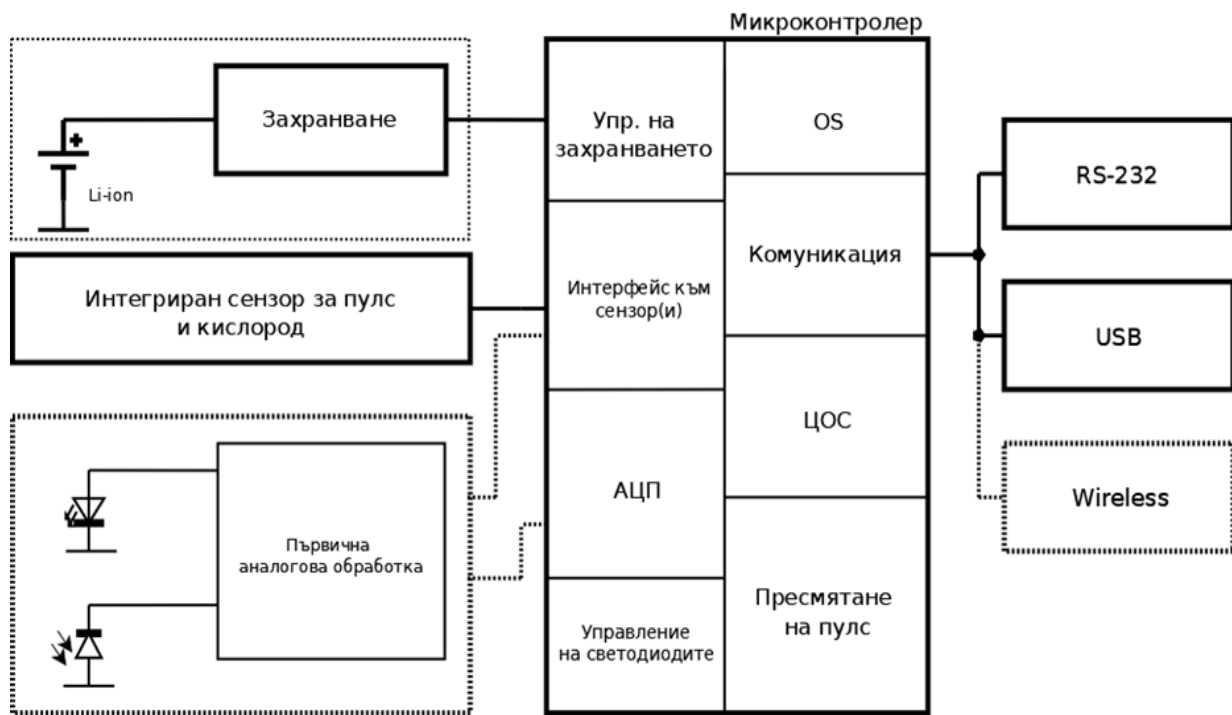 Микроконтролер
Захранване
+
Li-ion
Интегриран сензор за пулс
и кислород
Първична
аналогова обработка
Упр. на
захранването
Интерфейс към
сензор(и)
АЦП
Управление
на светодиодите
OS
Комуникация
ЦОС
Пресмятане
на пулс
RS-232
USB
Wireless